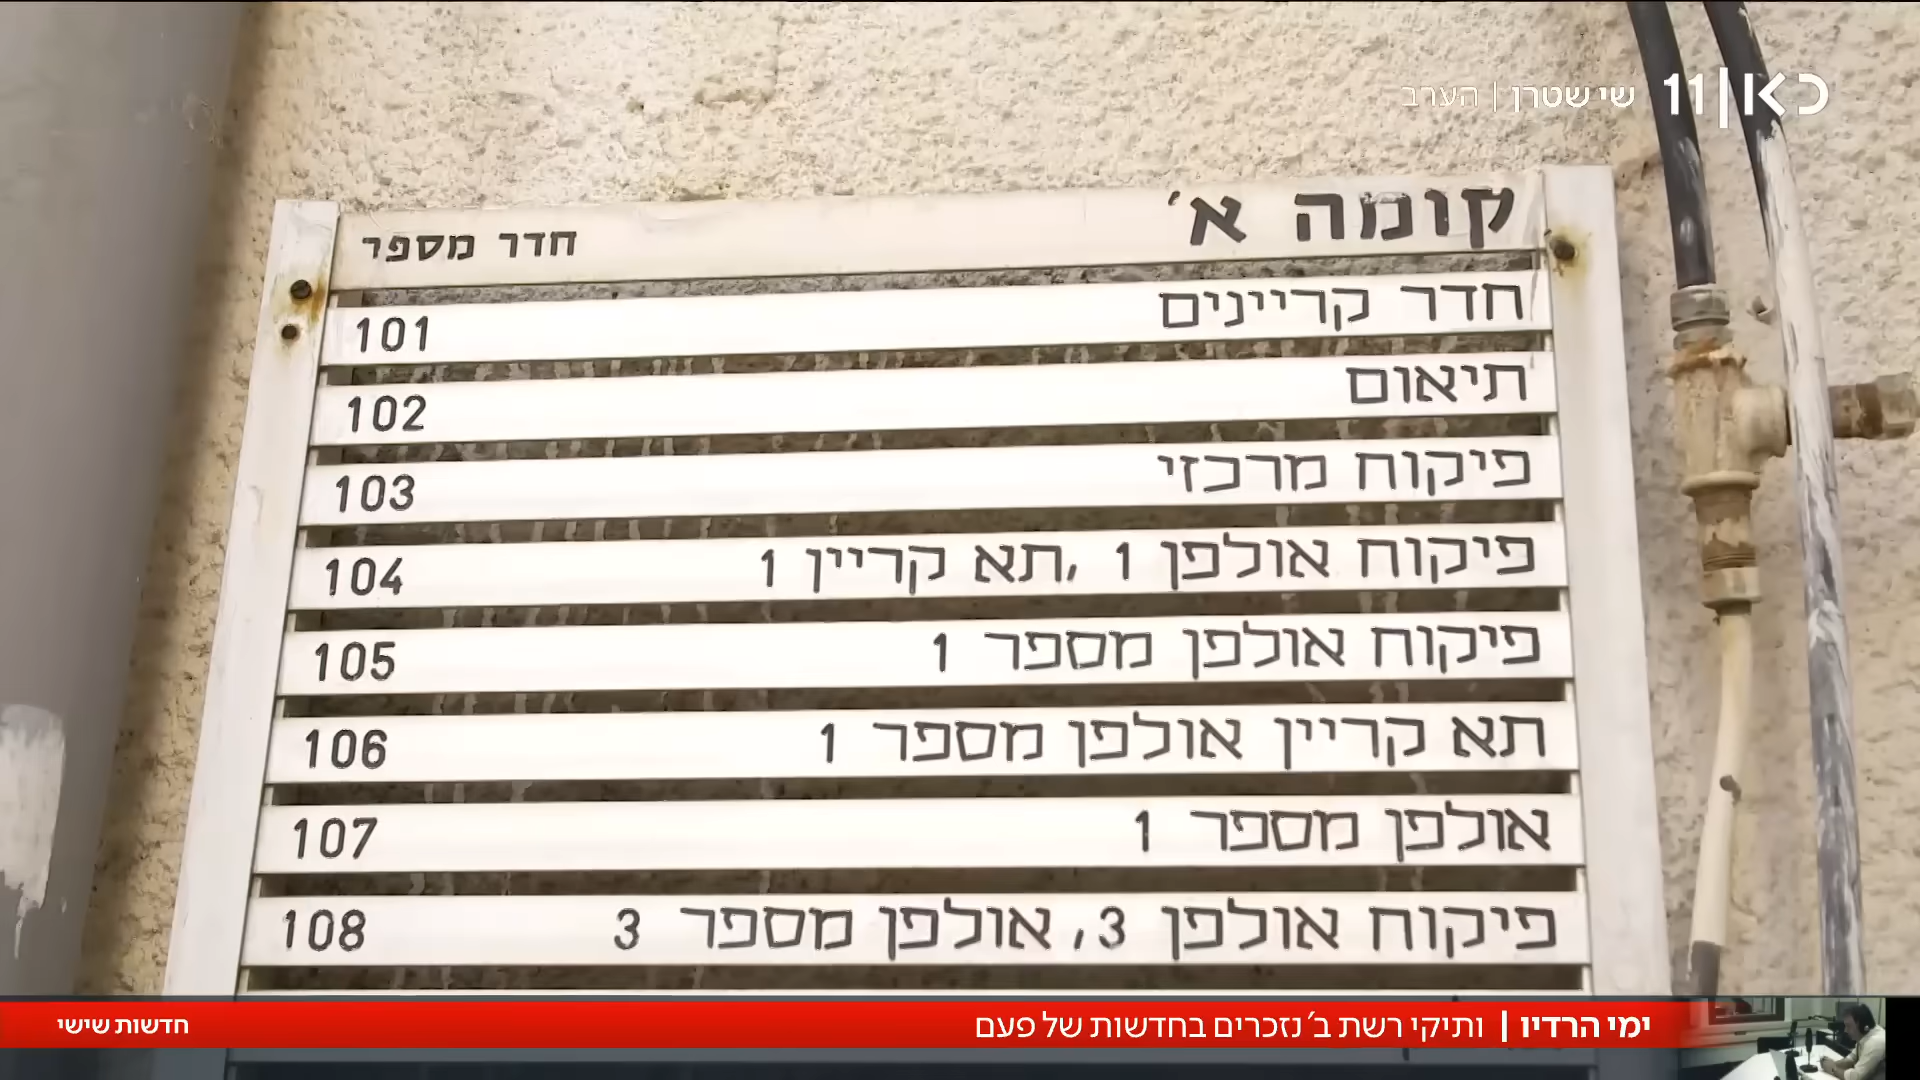 כאן 11 שי שטרן | הערב
קומה א' חדר מספר
חדר קריינים 101
תיאום 102
פיקוח מרכזי 103
פיקוח אולפן 1 ,תא קריין 1 104
פיקוח אולפן מספר 1 105
תא קריין אולפן מספר 1 106
אולפן מספר 1 107
פיקוח אולפן 3, אולפן מספר 3 108
ימי הרדיו | ותיקי רשת ב' נזכרים בחדשות של פעם חדשות שישי